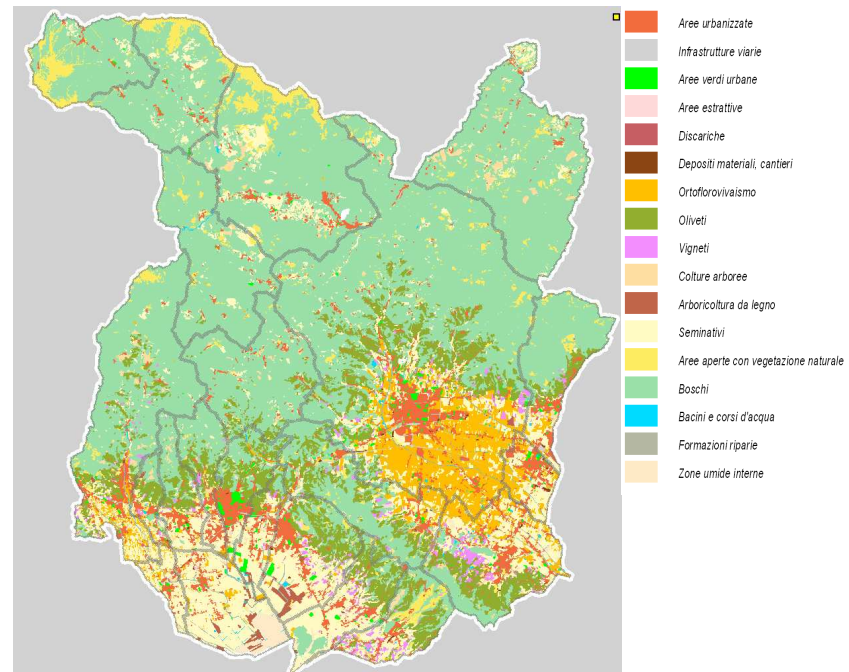 Aree urbanizzate
Infrastrutture viarie
Aree verdi urbane
Aree estrattive
Discariche
Depositi materiali, cantieri
Ortoflorovivaismo
Oliveti
Vigneti
Colture arboree
Arboricoltura da legno
Seminativi
Aree aperte con vegetazione naturale
Boschi
Bacini e corsi d'acqua
Formazioni riparie
Zone umide interne